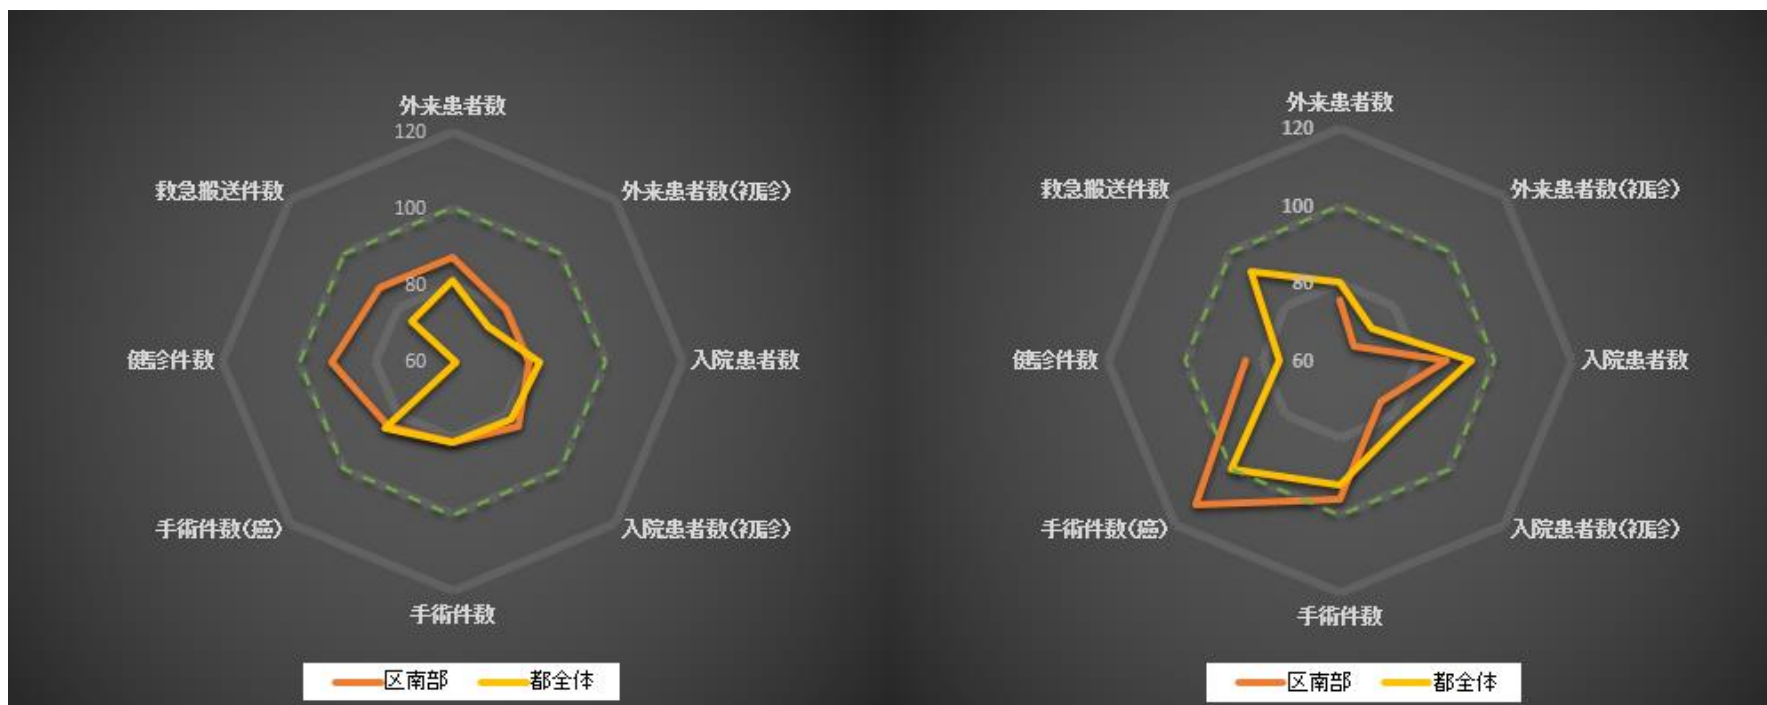 外来患者数
120
救急搬送件数
外来患者数(初診)
100
80
健診件数
60
入院患者数
手術件数(癌)
入院患者数(初診)
手術件数
区南部 都全体
外来患者数
120
救急搬送件数
外来患者数(初診)
100
80
健診件数
60
入院患者数
手術件数(癌)
入院患者数(初診)
手術件数
区南部 都全体